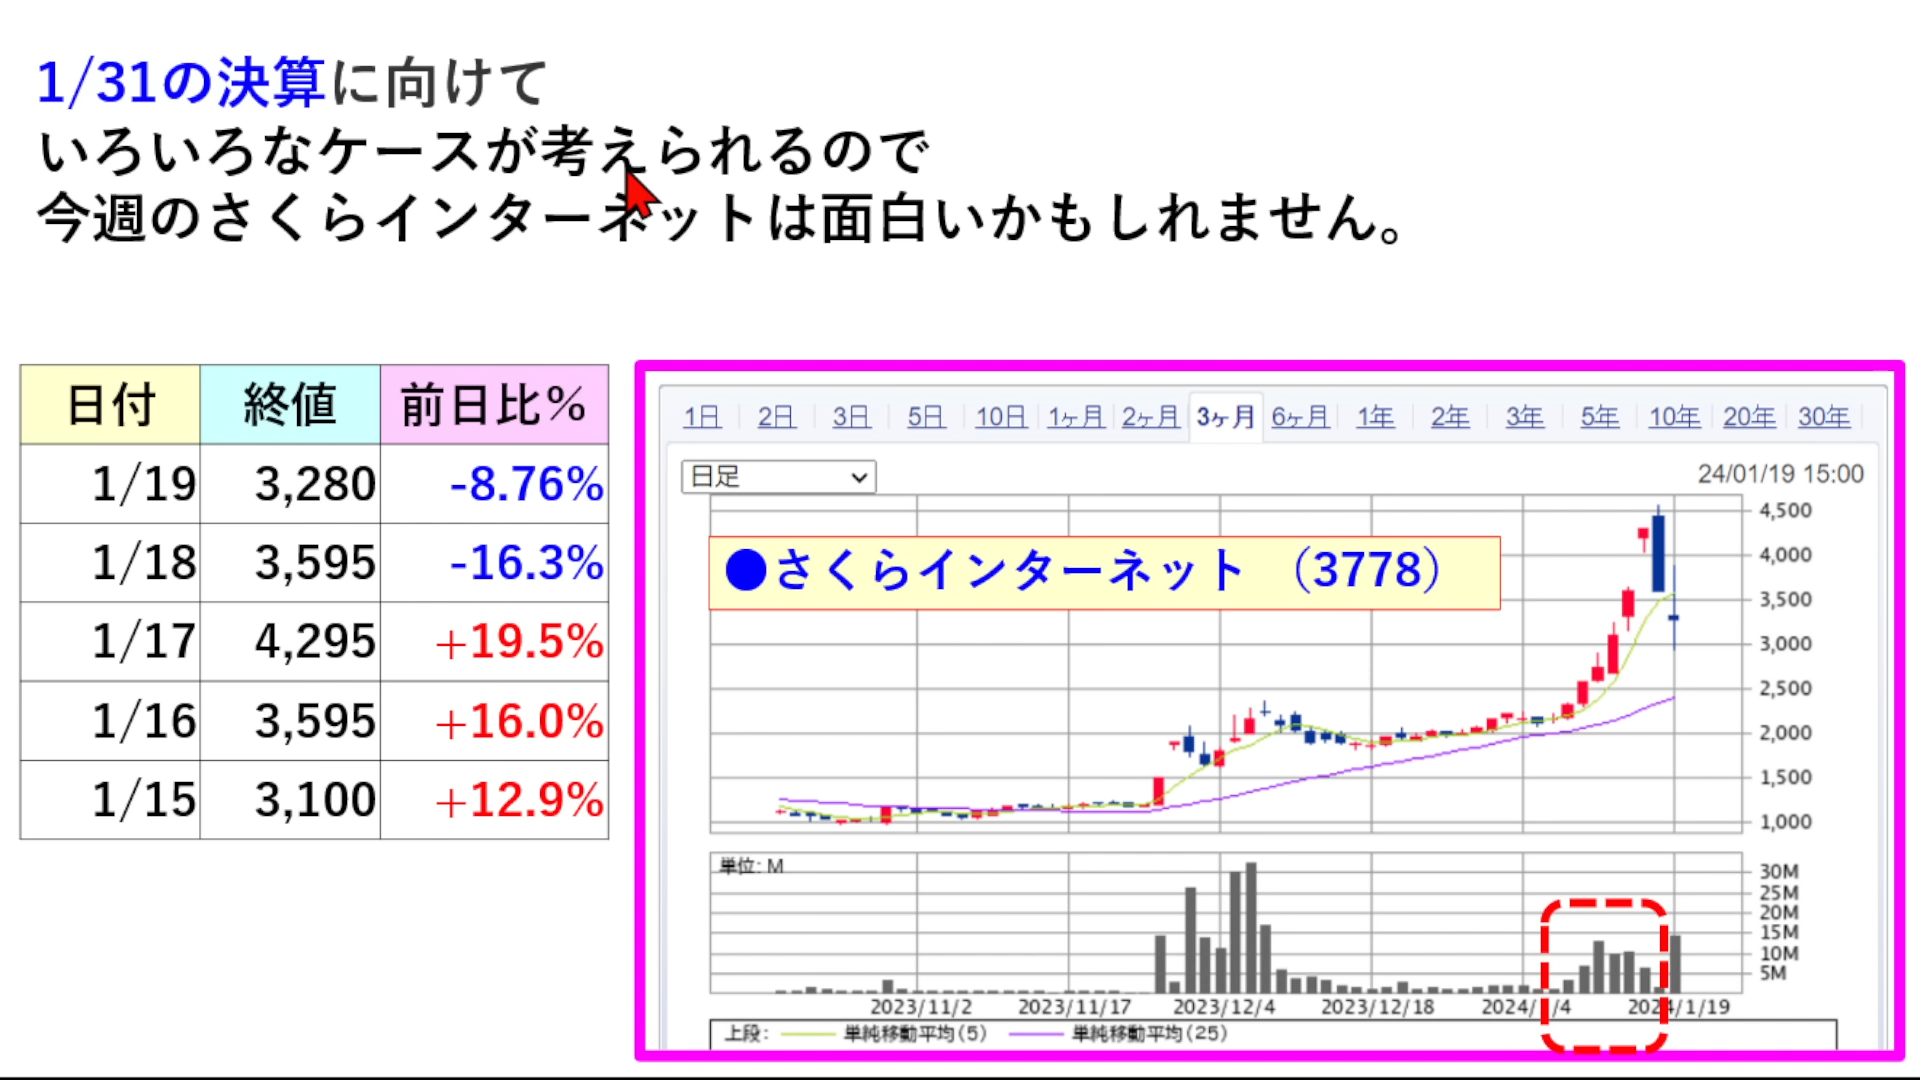 1/31の決算に向けて
いろいろなケースが考えられるので
今週のさくらインターネットは面白いかもしれません。
日付 終値 前日比%
1/19 3,280 -8.76%
1/18 3,595 -16.3%
1/17 4,295 +19.5%
1/16 3,595 +16.0%
1/15 3,100 +12.9%
1日 2日 3日 5日 10日 1ヶ月 2ヶ月 3ヶ月 6ヶ月 1年 2年 3年 5年 10年 20年 30年
日足
24/01/19 15:00
●さくらインターネット （3778）
4,500
4,000
3,500
3,000
2,500
2,000
1,500
1,000
単位: M
30M
25M
20M
15M
10M
5M
2023/11/2 2023/11/17 2023/12/4 2023/12/18 2024/1/4 2024/1/19
上段: 単純移動平均(5) 単純移動平均(25)